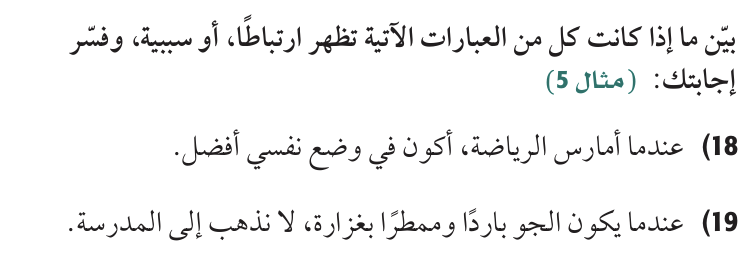 بيّن ما إذا كانت كل من العبارات الآتية تظهر ارتباطًا، أو سببية، وفسّر
إجابتك: (مثال 5)
18) عندما أمارس الرياضة، أكون في وضع نفسي أفضل.
19) عندما يكون الجو باردًا وممطرًا بغزارة، لا نذهب إلى المدرسة.